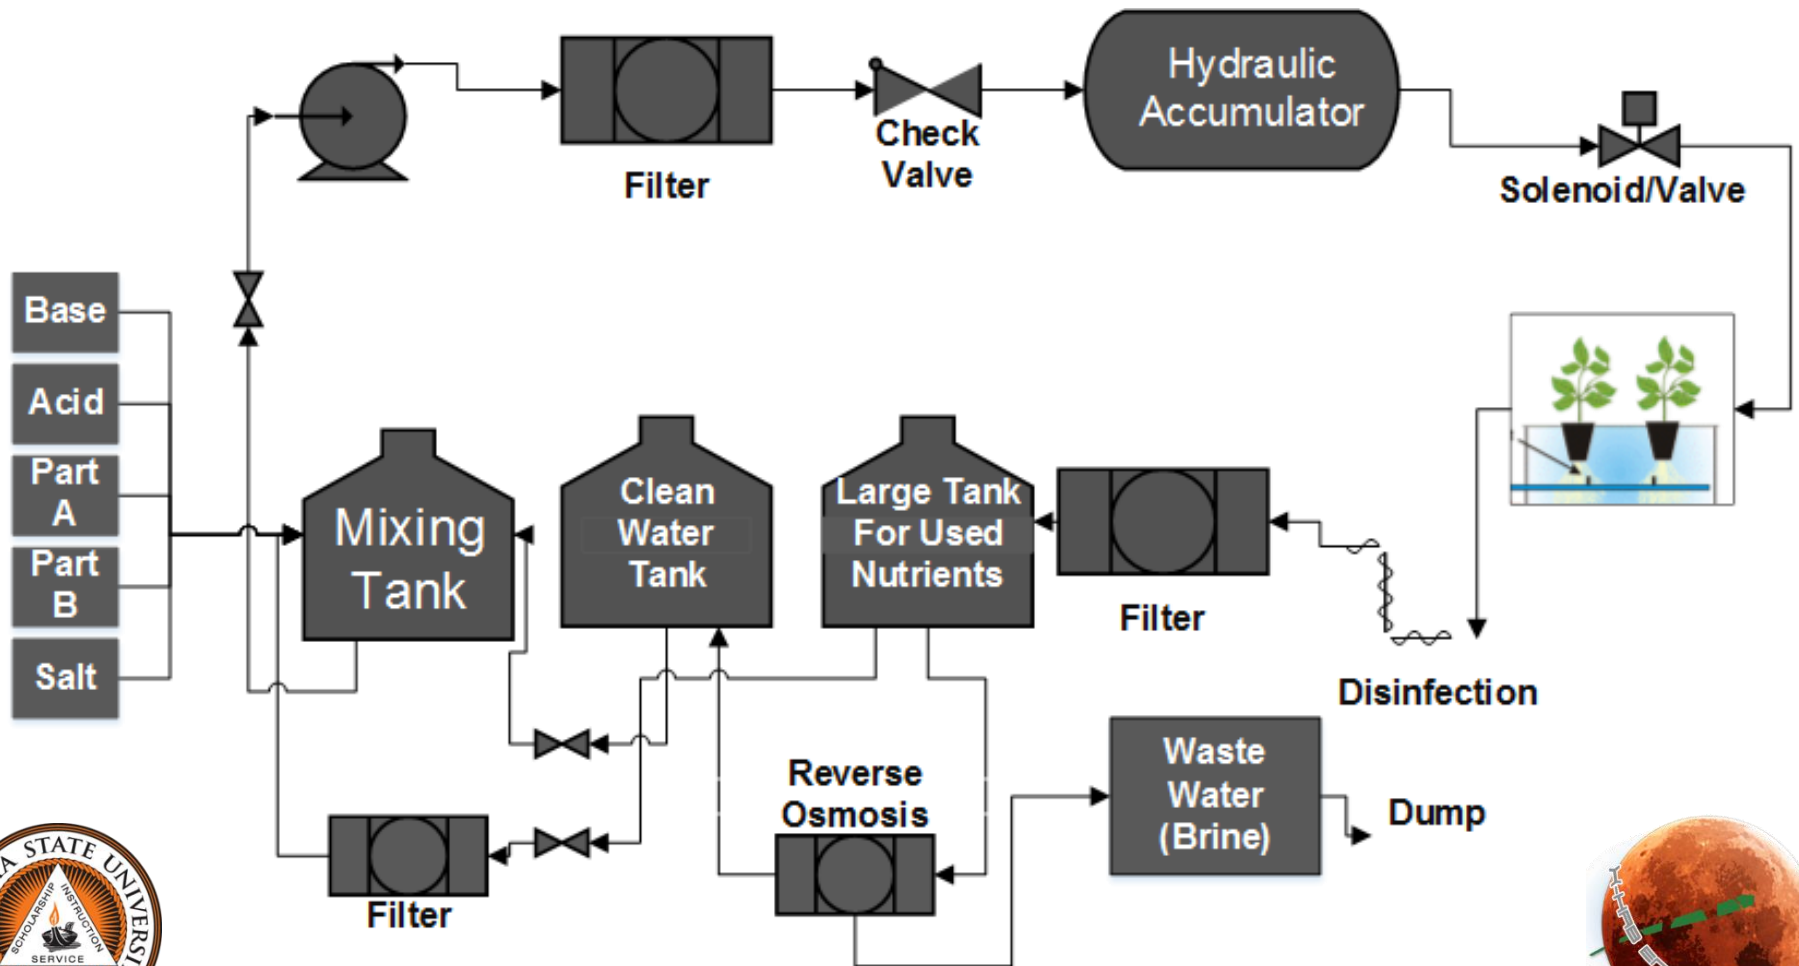 Hydraulic
Accumulator
Check
Valve
Filter
Solenoid/Valve
Base
Acid
Part
A
Part
B
Salt
Mixing
Tank
Clean
Water
Tank
Large Tank
For Used
Nutrients
Filter
Disinfection
Reverse
Osmosis
Waste
Water
(Brine)
Dump
Filter
STATE
SCHOLARSHIP
INSTRUCTION
SERVICE